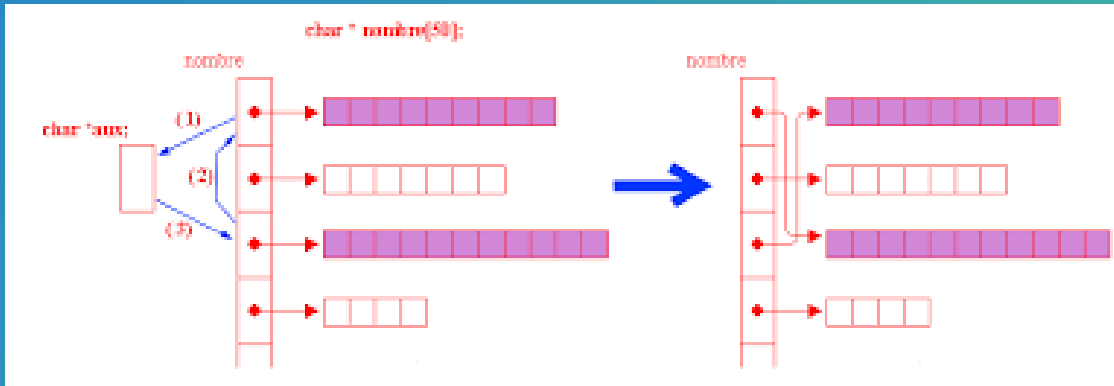 char * nombre[50];
nombre
nombre
char *aux;
(1)
(2)
(3)